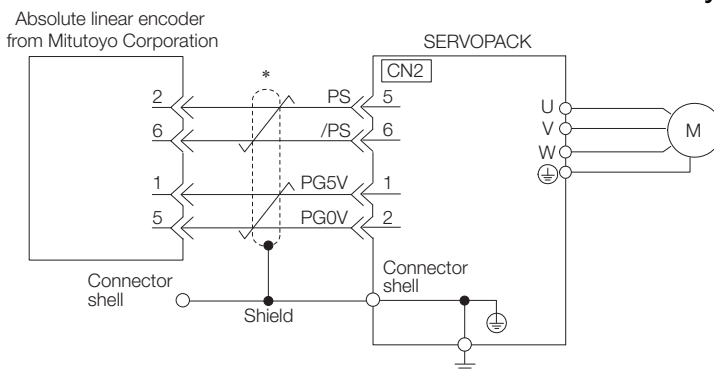 Absolute linear encoder
from Mitutoyo Corporation
SERVOPACK
CN2
*
2 PS 5
6 /PS 6
1 PG5V 1
5 PG0V 2
U
V
W
M
Connector
shell
Connector
shell
Shield